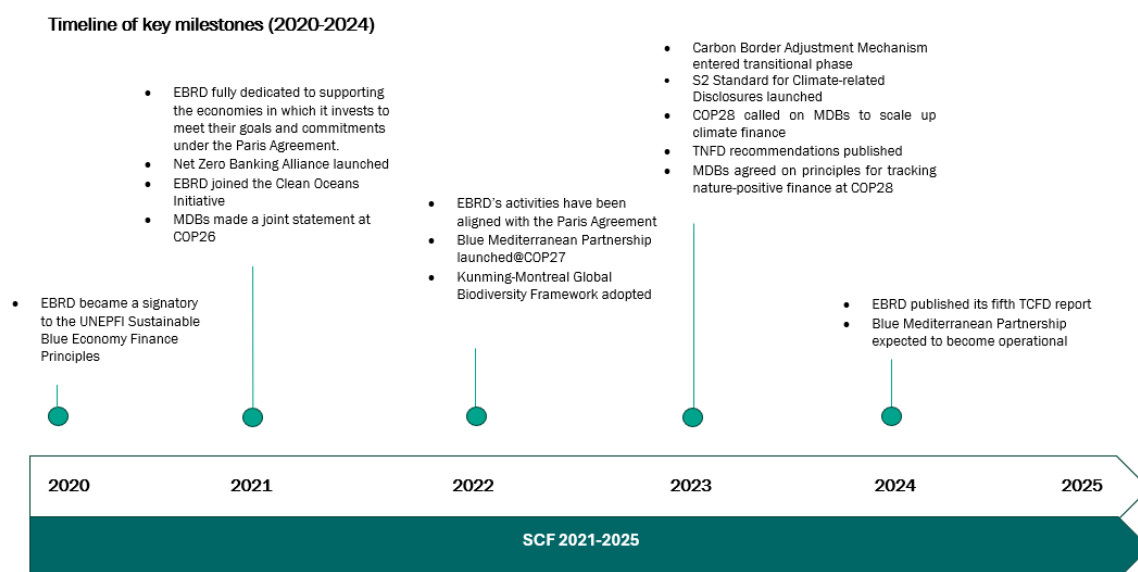 Timeline of key milestones (2020-2024)
• EBRD became a signatory
to the UNEPFI Sustainable
Blue Economy Finance
Principles
• EBRD fully dedicated to supporting
the economies in which it invests to
meet their goals and commitments
under the Paris Agreement.
• Net Zero Banking Alliance launched
• EBRD joined the Clean Oceans
Initiative
• MDBs made a joint statement at
COP26
• EBRD's activities have been
aligned with the Paris Agreement
• Blue Mediterranean Partnership
launched@COP27
• Kunming-Montreal Global
Biodiversity Framework adopted
• Carbon Border Adjustment Mechanism
entered transitional phase
• S2 Standard for Climate-related
Disclosures launched
• COP28 called on MDBs to scale up
climate finance
• TNFD recommendations published
• MDBs agreed on principles for tracking
nature-positive finance at COP28
• EBRD published its fifth TCFD report
• Blue Mediterranean Partnership
expected to become operational
2020 2021 2022 2023 2024 2025
SCF 2021-2025